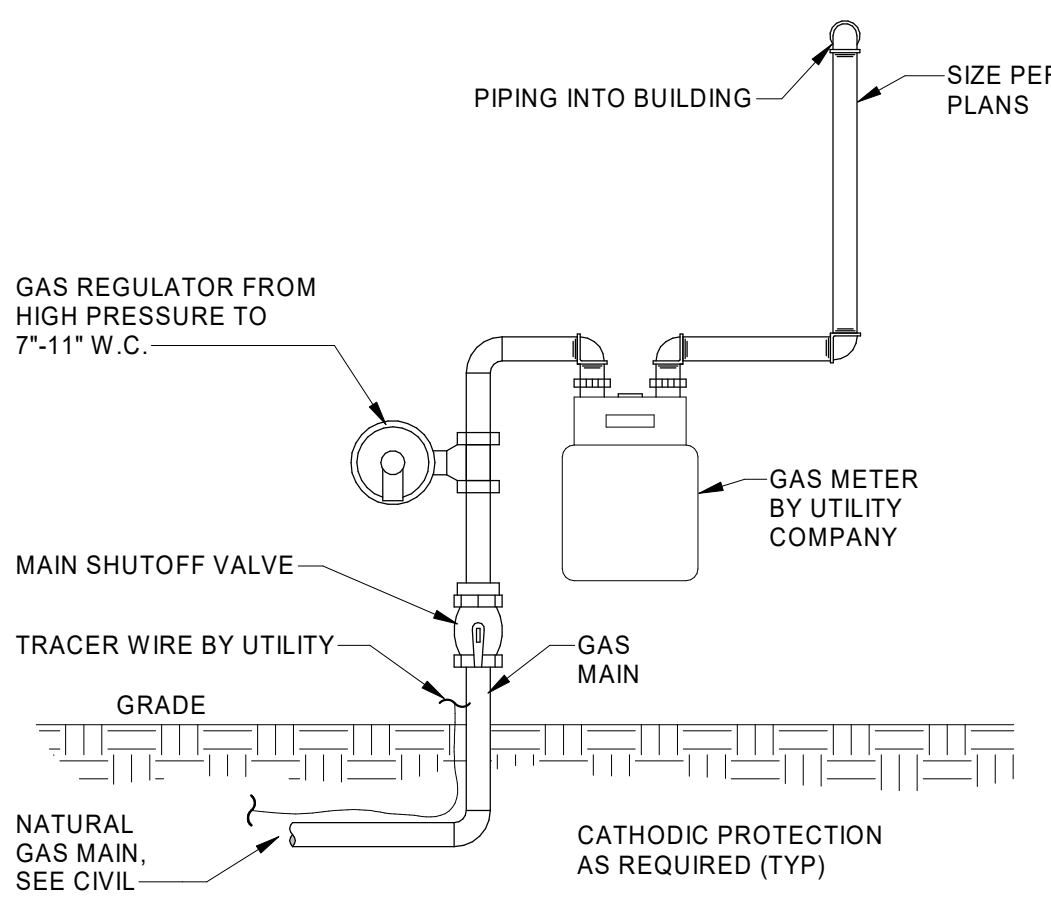 PIPING INTO BUILDING
SIZE PER
PLANS
GAS REGULATOR FROM
HIGH PRESSURE TO
7"-11" W.C.
GAS METER
BY UTILITY
COMPANY
MAIN SHUTOFF VALVE
TRACER WIRE BY UTILITY
GAS
MAIN
GRADE
NATURAL
GAS MAIN,
SEE CIVIL
CATHODIC PROTECTION
AS REQUIRED (TYP)